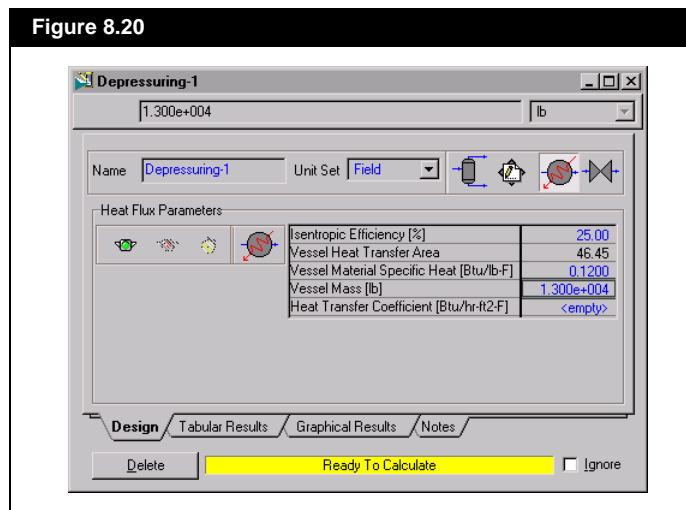 Figure 8.20
Depressuring-1
1.300e+004 lb
Name Depressuring-1 Unit Set Field
Heat Flux Parameters
Isentropic Efficiency [%] 25.00
Vessel Heat Transfer Area 46.45
Vessel Material Specific Heat [Btu/lb-F] 0.1200
Vessel Mass [lb] 1.300e+004
Heat Transfer Coefficient [Btu/hr-ft2-F] <empty>
Design Tabular Results Graphical Results Notes
Delete Ready To Calculate Ignore